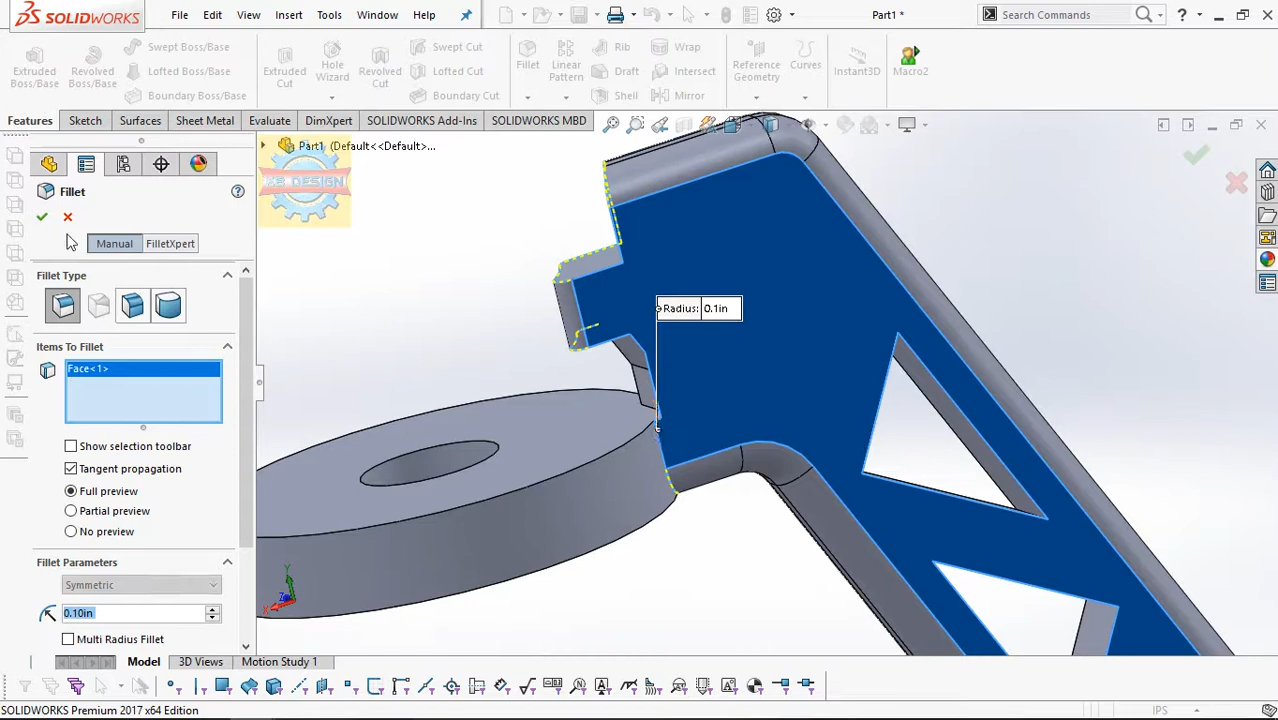 SOLIDWORKS
File Edit View Insert Tools Window Help
Part1 *
Search Commands
Extruded Boss/Base
Revolved Boss/Base
Swept Boss/Base
Lofted Boss/Base
Boundary Boss/Base
Extruded Cut
Hole Wizard
Revolved Cut
Swept Cut
Lofted Cut
Boundary Cut
Fillet
Linear Pattern
Rib
Draft
Shell
Wrap
Intersect
Mirror
Reference Geometry
Curves
Instant3D
Macro2
Features Sketch Surfaces Sheet Metal Evaluate DimXpert SOLIDWORKS Add-Ins SOLIDWORKS MBD
Part1 (Default<<Default>...
Fillet
Manual FilletXpert
Fillet Type
Items To Fillet
Face<1>
Show selection toolbar
Tangent propagation
Full preview
Partial preview
No preview
Fillet Parameters
Symmetric
0.10in
Multi Radius Fillet
Radius: 0.1in
Y
X
Z
Model 3D Views Motion Study 1
SOLIDWORKS Premium 2017 x64 Edition
IPS